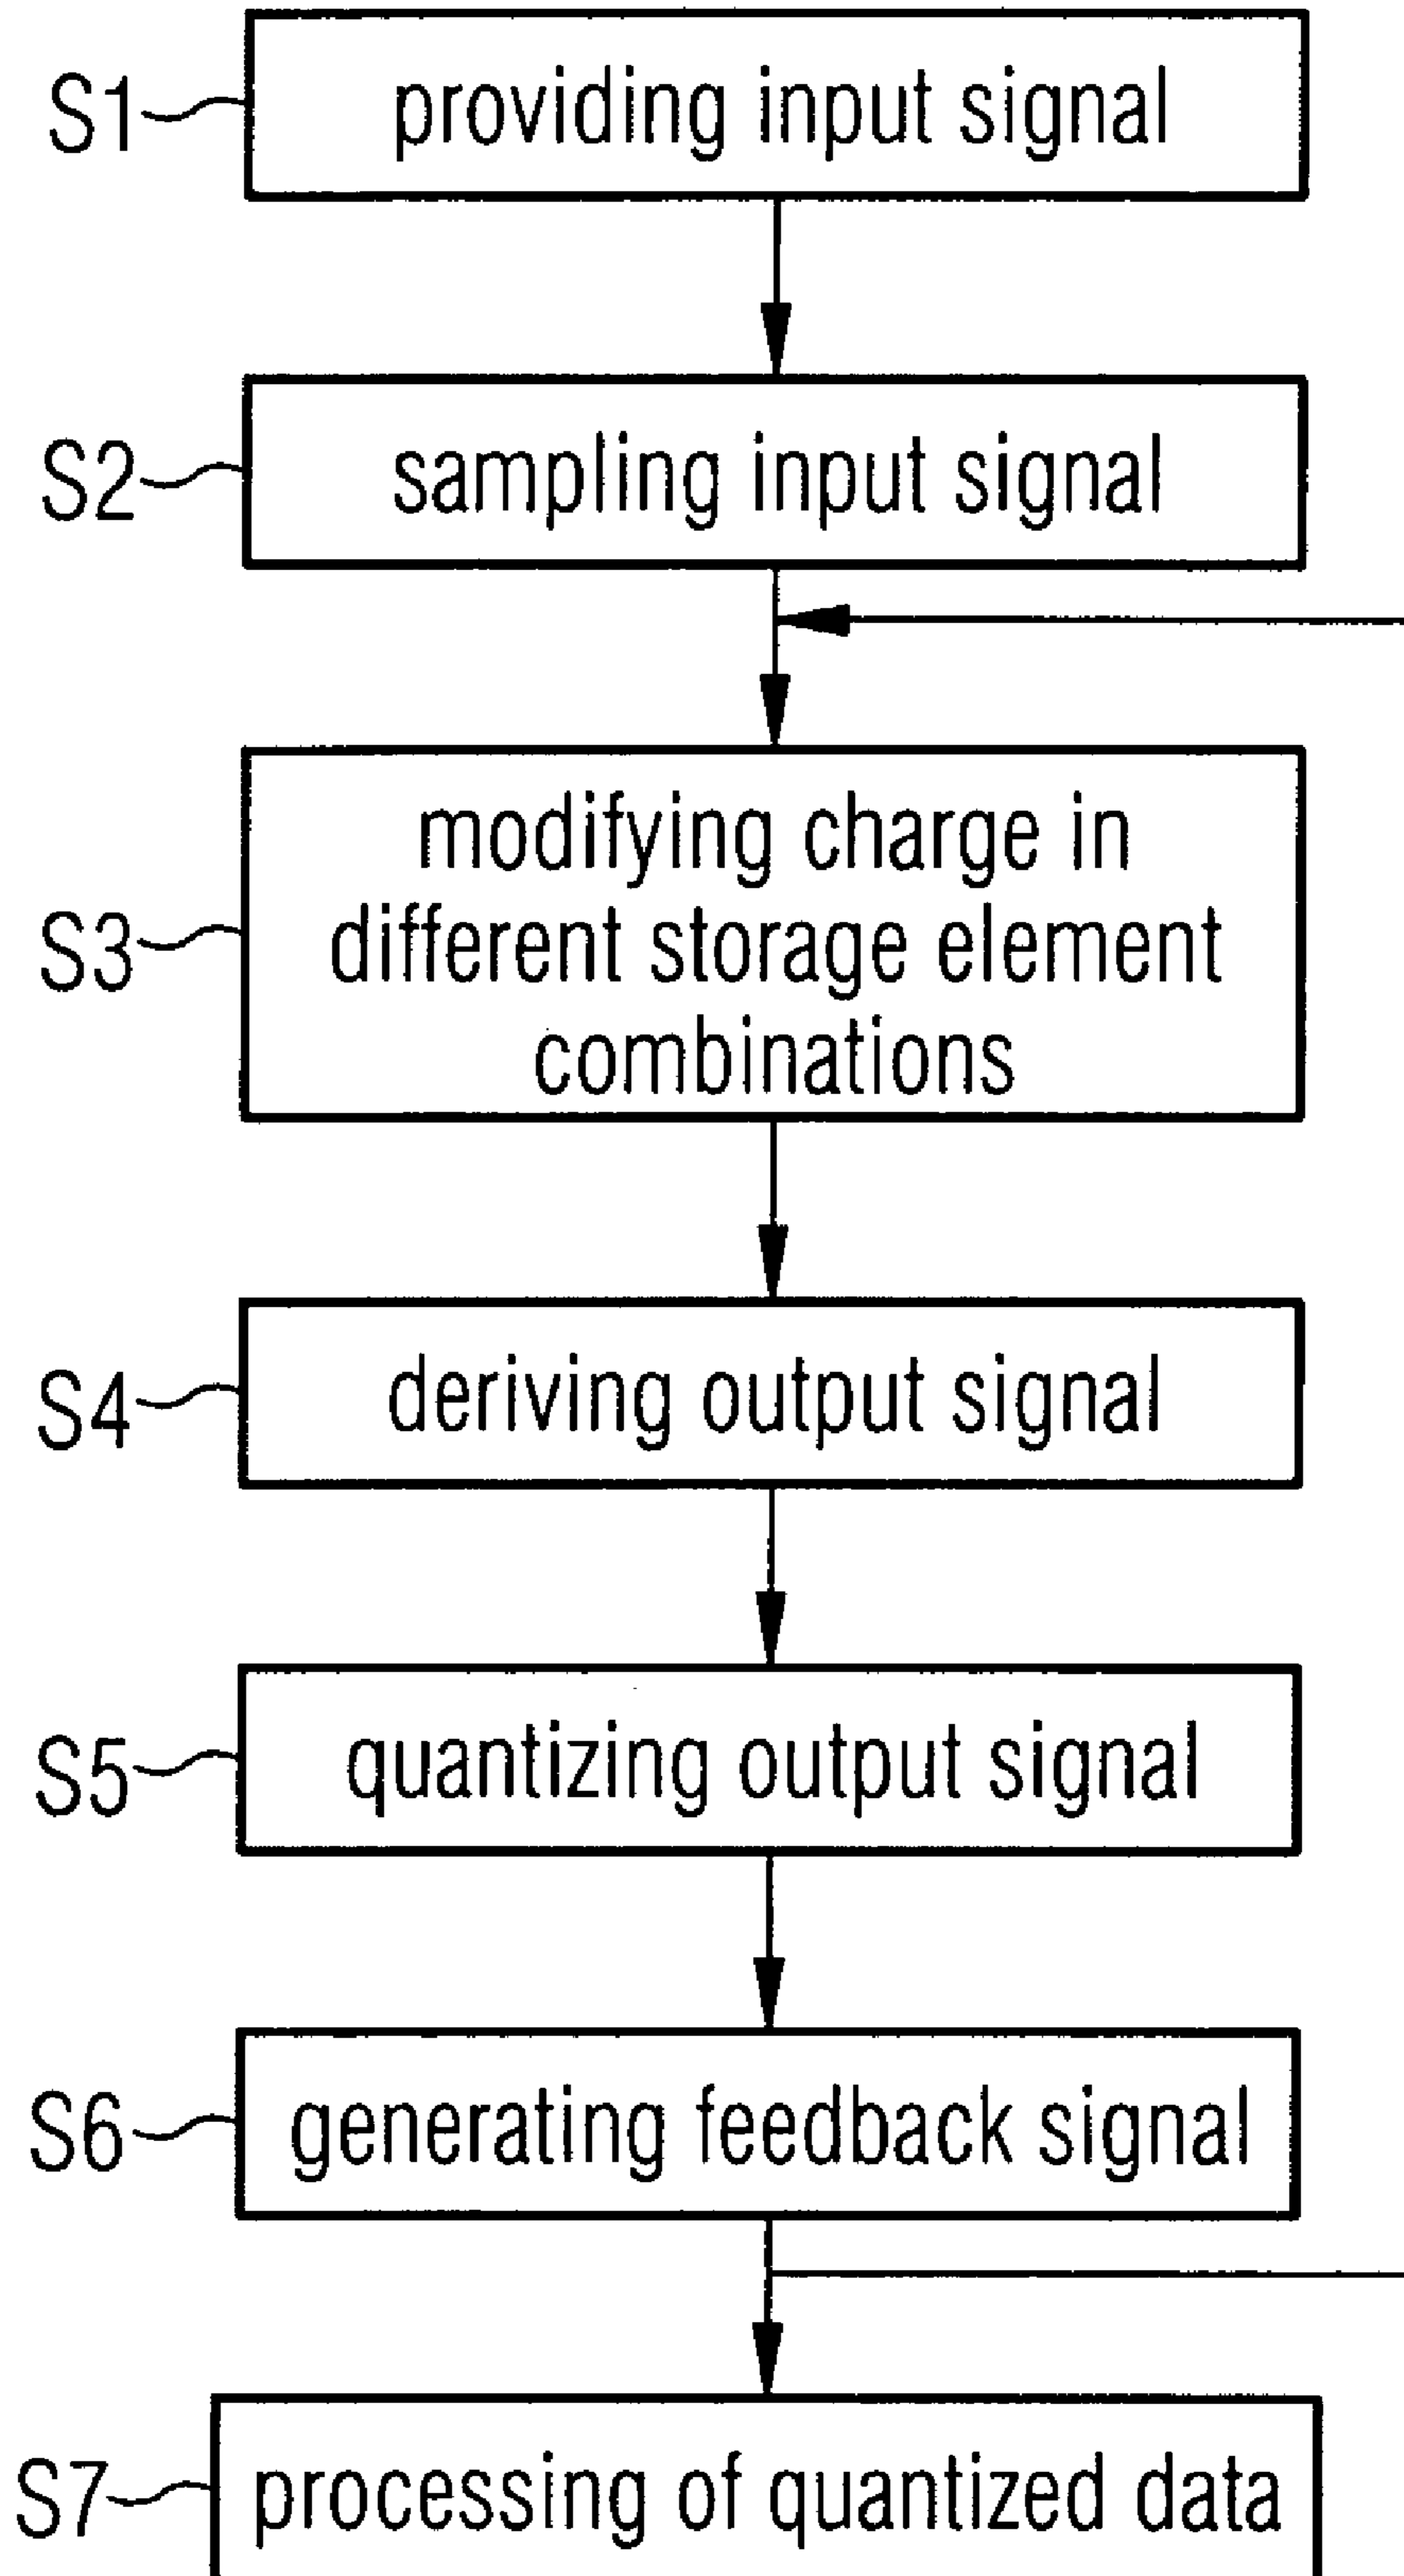 S1 providing input signal
S2 sampling input signal
modifying charge in
S3 different storage element
combinations
S4 deriving output signal
S5 quantizing output signal
S6 generating feedback signal
S7 processing of quantized data